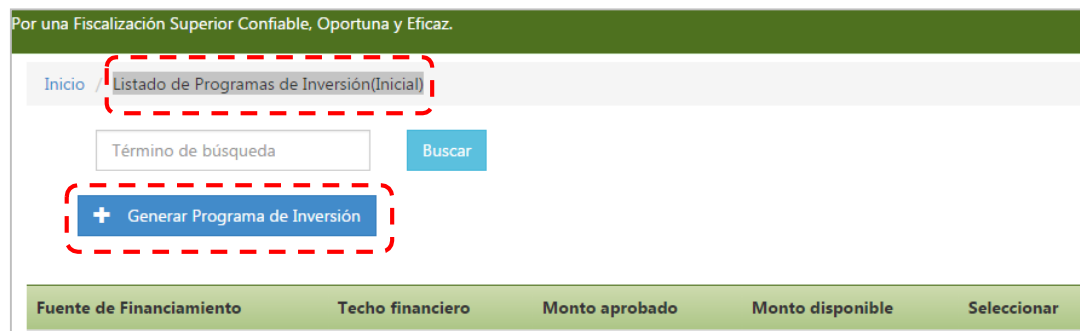 Por una Fiscalización Superior Confiable, Oportuna y Eficaz.
Inicio / Listado de Programas de Inversión(Inicial)
Término de búsqueda Buscar
+ Generar Programa de Inversión
Fuente de Financiamiento Techo financiero Monto aprobado Monto disponible Seleccionar